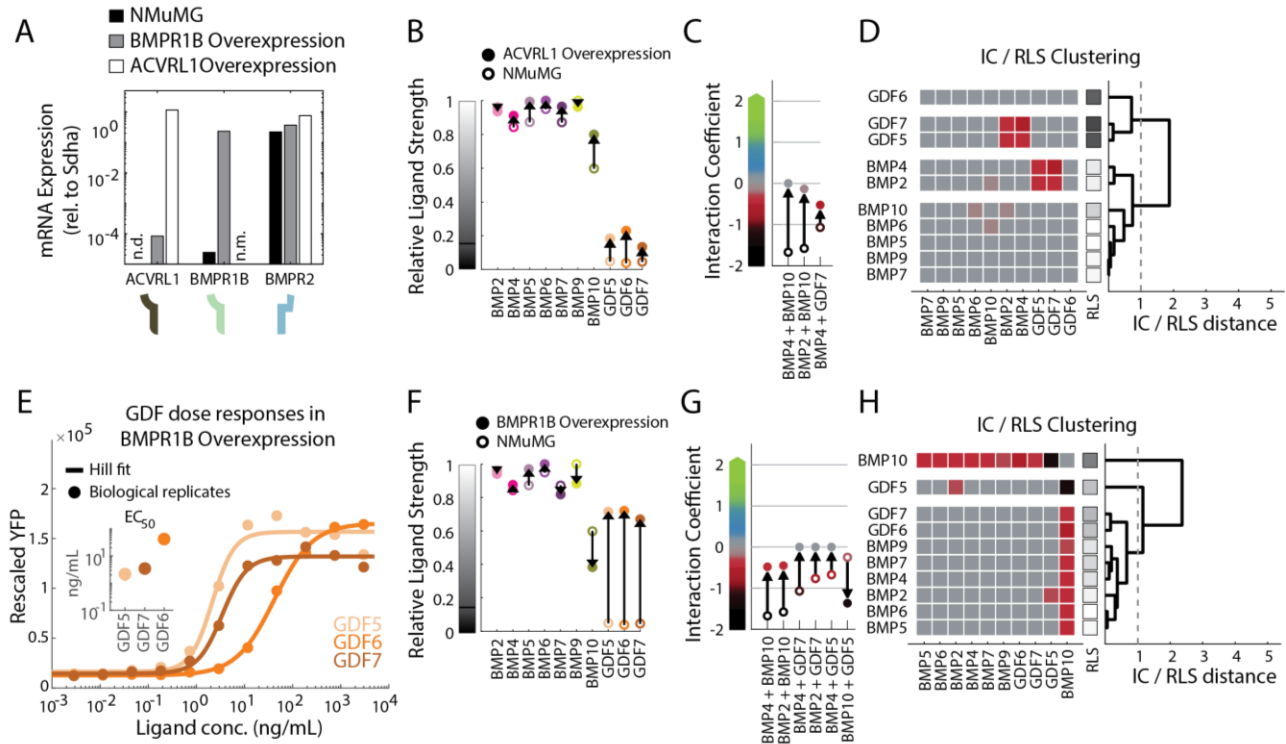 A
NMuMG
BMPR1B Overexpression
ACVRL1Overexpression
mRNA Expression
(rel. to Sdha)
10^0
10^-2
10^-4
n.d.
n.m.
ACVRL1 BMPR1B BMPR2
B
ACVRL1 Overexpression
NMuMG
Relative Ligand Strength
1
0.8
0.6
0.4
0.2
0
BMP2
BMP4
BMP5
BMP6
BMP7
BMP9
BMP10
GDF5
GDF6
GDF7
C
Interaction Coefficient
2
1
0
-1
-2
BMP4 + BMP10
BMP2 + BMP10
BMP4 + GDF7
D
IC / RLS Clustering
GDF6
GDF7
GDF5
BMP4
BMP2
BMP10
BMP6
BMP5
BMP9
BMP7
BMP7
BMP9
BMP5
BMP6
BMP10
BMP2
BMP4
GDF5
GDF7
GDF6
RLS
1 2 3 4 5
IC / RLS distance
E
GDF dose responses in
BMPR1B Overexpression
×10^5
Hill fit
Biological replicates
Rescaled YFP
2
1.5
1
0.5
0
EC50
ng/mL
10^1
10^-1
GDF5
GDF7
GDF6
GDF5
GDF6
GDF7
10^-3 10^-2 10^-1 10^0 10^1 10^2 10^3 10^4
Ligand conc. (ng/mL)
F
BMPR1B Overexpression
NMuMG
Relative Ligand Strength
1
0.8
0.6
0.4
0.2
0
BMP2
BMP4
BMP5
BMP6
BMP7
BMP9
BMP10
GDF5
GDF6
GDF7
G
Interaction Coefficient
2
1
0
-1
-2
BMP4 + BMP10
BMP2 + BMP10
BMP4 + GDF7
BMP2 + GDF7
BMP4 + GDF5
BMP10 + GDF5
H
IC / RLS Clustering
BMP10
GDF5
GDF7
GDF6
BMP9
BMP7
BMP4
BMP2
BMP6
BMP5
BMP5
BMP6
BMP2
BMP4
BMP7
BMP9
GDF6
GDF7
GDF5
BMP10
RLS
1 2 3 4 5
IC / RLS distance